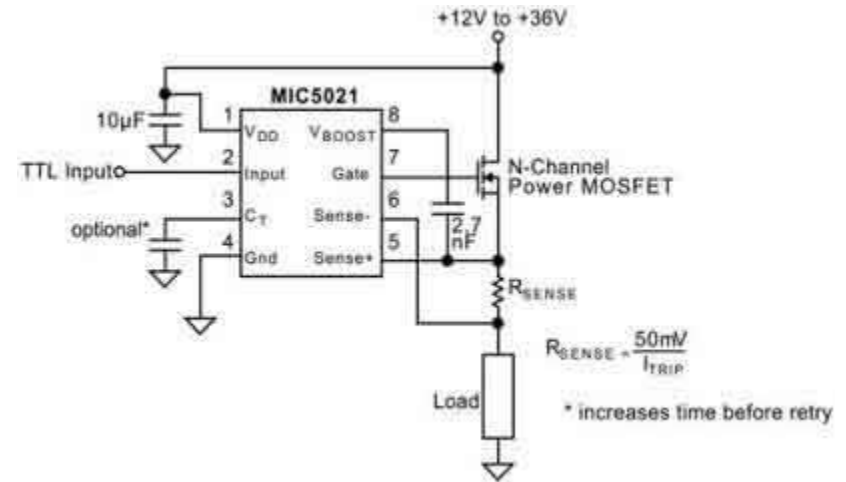 +12V to +36V
MIC5021
10µF
1
VDD
VBOOST
8
TTL Input
2
Input
Gate
7
N-Channel
Power MOSFET
optional*
3
CT
Sense-
6
2.7
nF
4
Gnd
Sense+
5
RSENSE
RSENSE = 50mV
ITRIP
Load
* increases time before retry